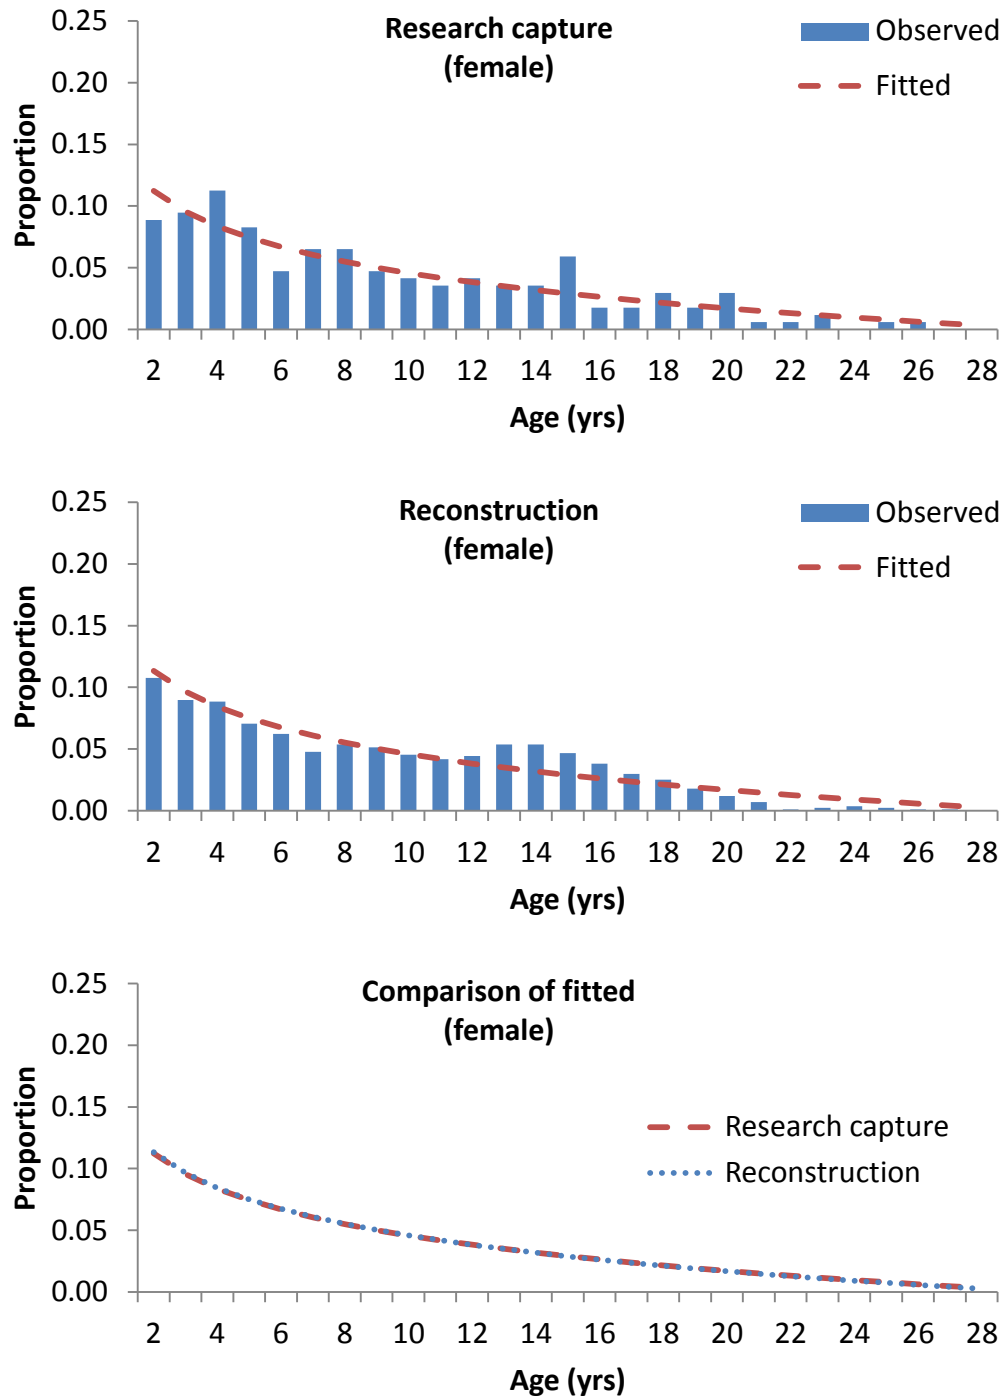 Research capture
(female)
Observed
Fitted
0.25
0.20
0.15
0.10
0.05
0.00
Proportion
2 4 6 8 10 12 14 16 18 20 22 24 26 28
Age (yrs)
Reconstruction
(female)
Observed
Fitted
0.25
0.20
0.15
0.10
0.05
0.00
Proportion
2 4 6 8 10 12 14 16 18 20 22 24 26 28
Age (yrs)
Comparison of fitted
(female)
Research capture
Reconstruction
0.25
0.20
0.15
0.10
0.05
0.00
Proportion
2 4 6 8 10 12 14 16 18 20 22 24 26 28
Age (yrs)